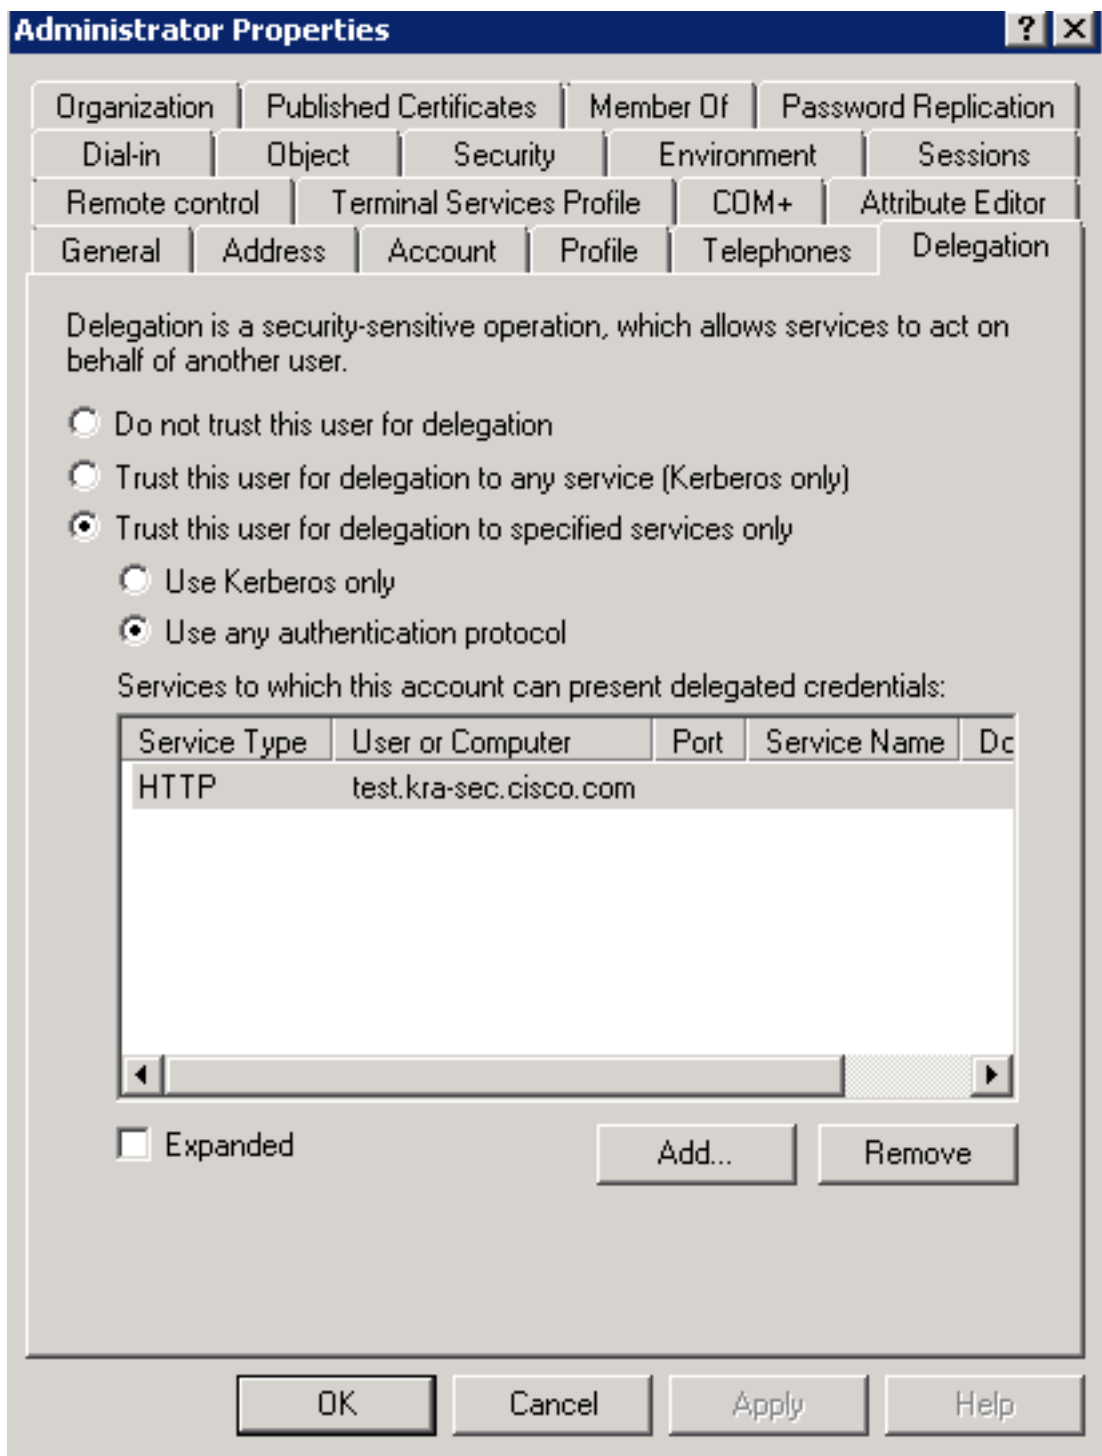 Administrator Properties
Organization Published Certificates Member Of Password Replication
Dial-in Object Security Environment Sessions
Remote control Terminal Services Profile COM+ Attribute Editor
General Address Account Profile Telephones Delegation
Delegation is a security-sensitive operation, which allows services to act on
behalf of another user.
Do not trust this user for delegation
Trust this user for delegation to any service (Kerberos only)
Trust this user for delegation to specified services only
Use Kerberos only
Use any authentication protocol
Services to which this account can present delegated credentials:
Service Type User or Computer Port Service Name Dc
HTTP test.kra-sec.cisco.com
Expanded Add... Remove
OK Cancel Apply Help